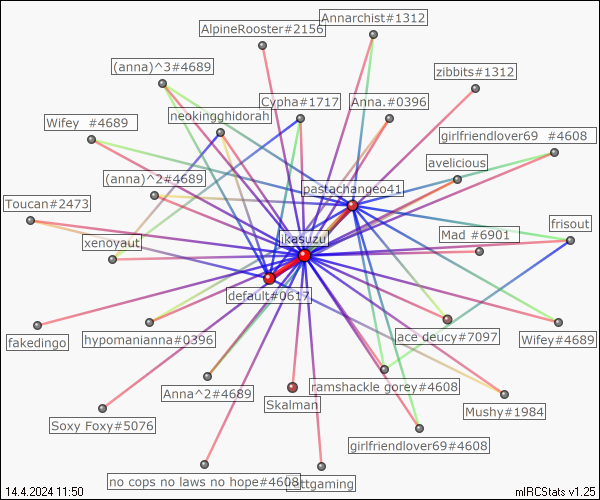 Annarchist#1312
AlpineRooster#2156
(anna)^3#4689
zibbits#1312
Cypha#1717
Anna.#0396
neokingghidorah
Wifey #4689
girlfriendlover69 #4608
avelicious
(anna)^2#4689
pastachangeo41
Toucan#2473
frisout
Mad #6901
jkasuzu
xenoyaut
default#0617
fakedingo
hypomanianna#0396
ace deucy#7097
Wifey#4689
Anna^2#4689
ramshackle gorey#4608
Skalman
Mushy#1984
Soxy Foxy#5076
girlfriendlover69#4608
no cops no laws no hope#4608
14.4.2024 11:50
mIRCStats v1.25